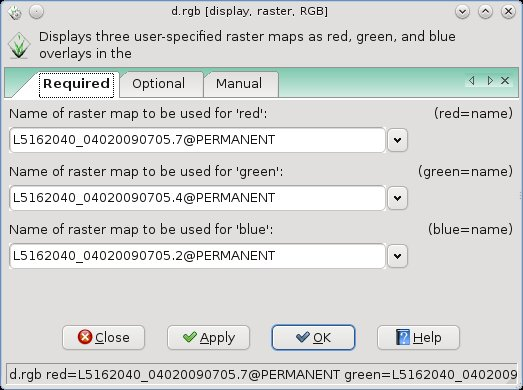 d.rgb [display, raster, RGB]
Displays three user-specified raster maps as red, green, and blue
overlays in the
Required Optional Manual
Name of raster map to be used for 'red': (red=name)
L5162040_04020090705.7@PERMANENT
Name of raster map to be used for 'green': (green=name)
L5162040_04020090705.4@PERMANENT
Name of raster map to be used for 'blue': (blue=name)
L5162040_04020090705.2@PERMANENT
Close Apply OK Help
d.rgb red=L5162040_04020090705.7@PERMANENT green=L5162040_0402009